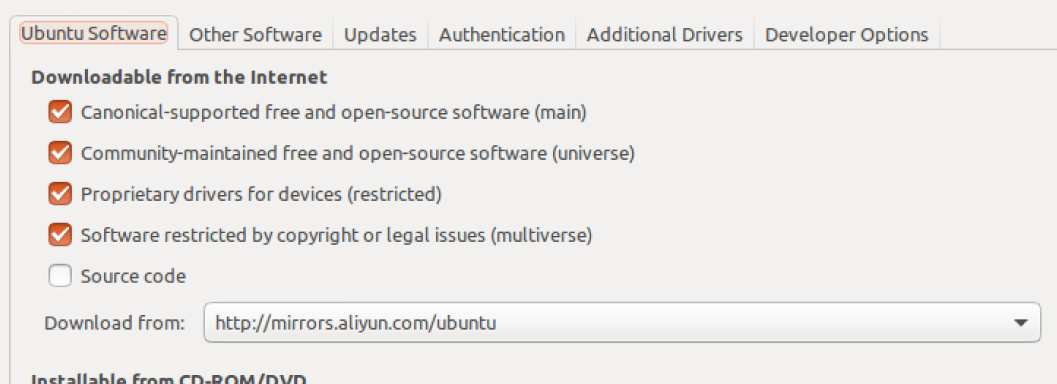 Ubuntu Software Other Software Updates Authentication Additional Drivers Developer Options
Downloadable from the Internet
Canonical-supported free and open-source software (main)
Community-maintained free and open-source software (universe)
Proprietary drivers for devices (restricted)
Software restricted by copyright or legal issues (multiverse)
Source code
Download from: http://mirrors.aliyun.com/ubuntu
Installable from CD-ROM/DVD